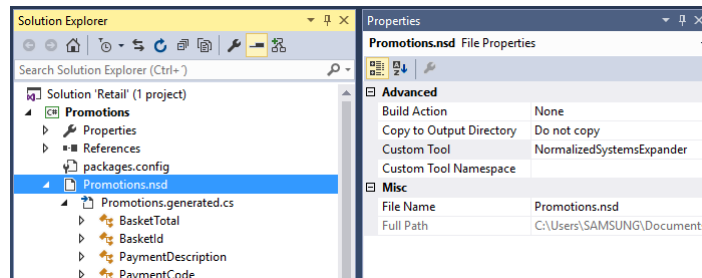 Solution Explorer
Search Solution Explorer (Ctrl+¨)
Solution 'Retail' (1 project)
C# Promotions
Properties
References
packages.config
Promotions.nsd
Promotions.generated.cs
BasketTotal
BasketId
PaymentDescription
PaymentCode
Properties
Promotions.nsd File Properties
Advanced
Build Action None
Copy to Output Directory Do not copy
Custom Tool NormalizedSystemsExpander
Custom Tool Namespace
Misc
File Name Promotions.nsd
Full Path C:\Users\SAMSUNG\Document